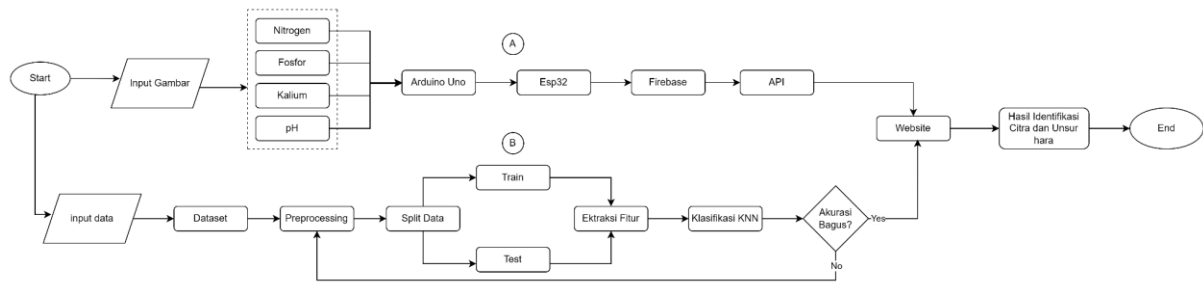 Start
Input Gambar
Nitrogen
Fosfor
Kalium
pH
A
Arduino Uno
Esp32
Firebase
API
Website
Hasil Identifikasi
Citra dan Unsur
hara
End
B
input data
Dataset
Preprocessing
Split Data
Train
Test
Ektraksi Fitur
Klasifikasi KNN
Akurasi
Bagus?
Yes
No